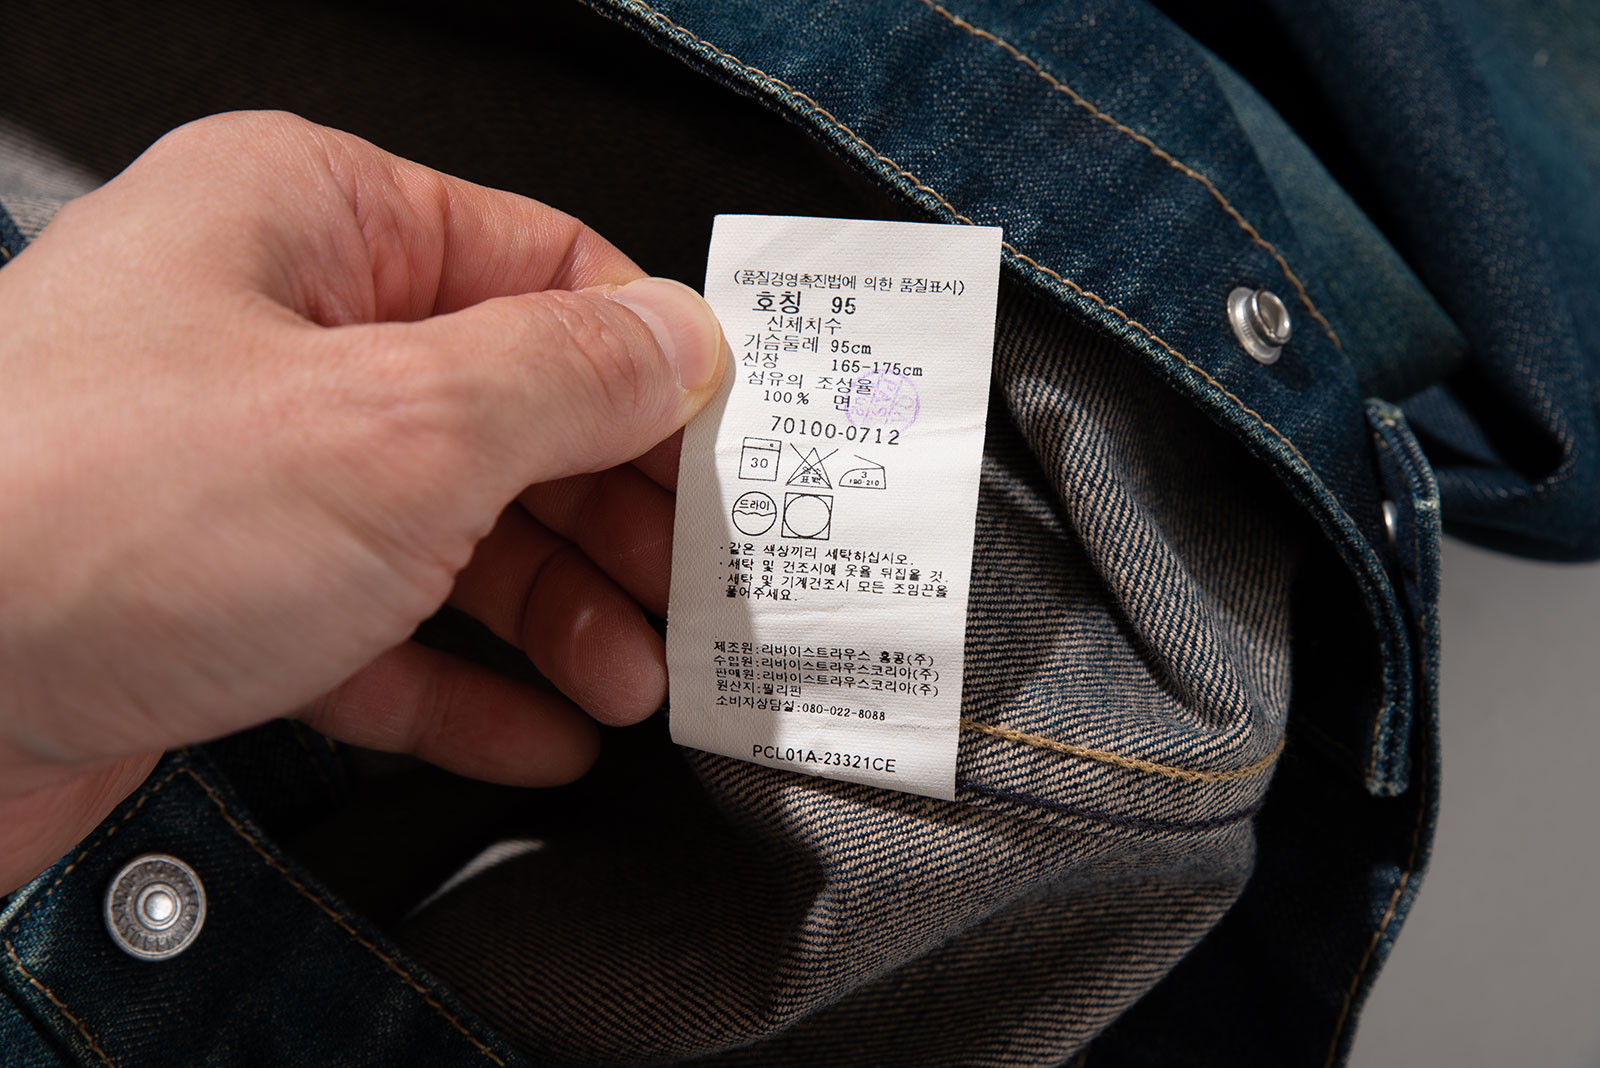 (품질경영촉진법에 의한 품질표시)
호칭 95
신체치수
가슴둘레 95cm
신장 165-175cm
섬유의 조성율
100% 면
70100-0712
30
염소
표백
3
180-210
드라이
·같은 색상끼리 세탁하십시오.
·세탁 및 건조시에 옷을 뒤집을 것.
·세탁 및 기계건조시 모든 조임끈을
풀어주세요.
제조원:리바이스트라우스 홍콩(주)
수입원:리바이스트라우스코리아(주)
판매원:리바이스트라우스코리아(주)
원산지:필리핀
소비자상담실:080-022-8088
PCL01A-23321CE